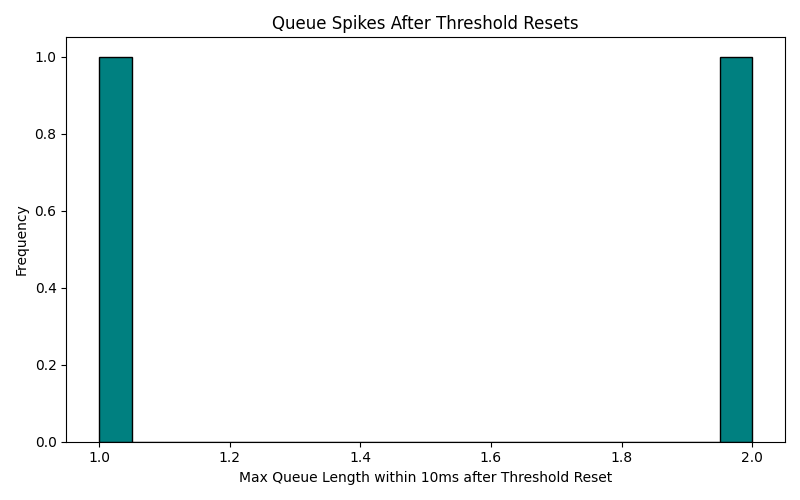 Queue Spikes After Threshold Resets
1.0
0.8
0.6
0.4
0.2
0.0
Frequency
1.0 1.2 1.4 1.6 1.8 2.0
Max Queue Length within 10ms after Threshold Reset